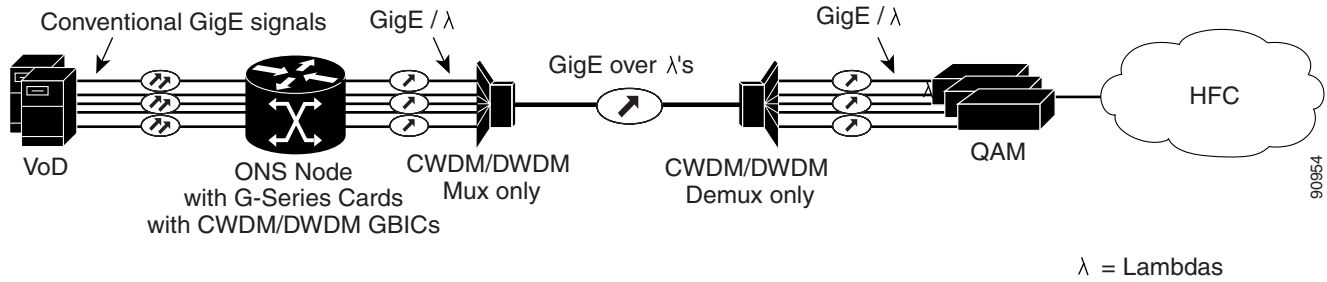 Conventional GigE signals
GigE / λ
GigE / λ
GigE over λ's
λ
HFC
VoD
ONS Node
with G-Series Cards
with CWDM/DWDM GBICs
CWDM/DWDM
Mux only
CWDM/DWDM
Demux only
QAM
90954
λ = Lambdas